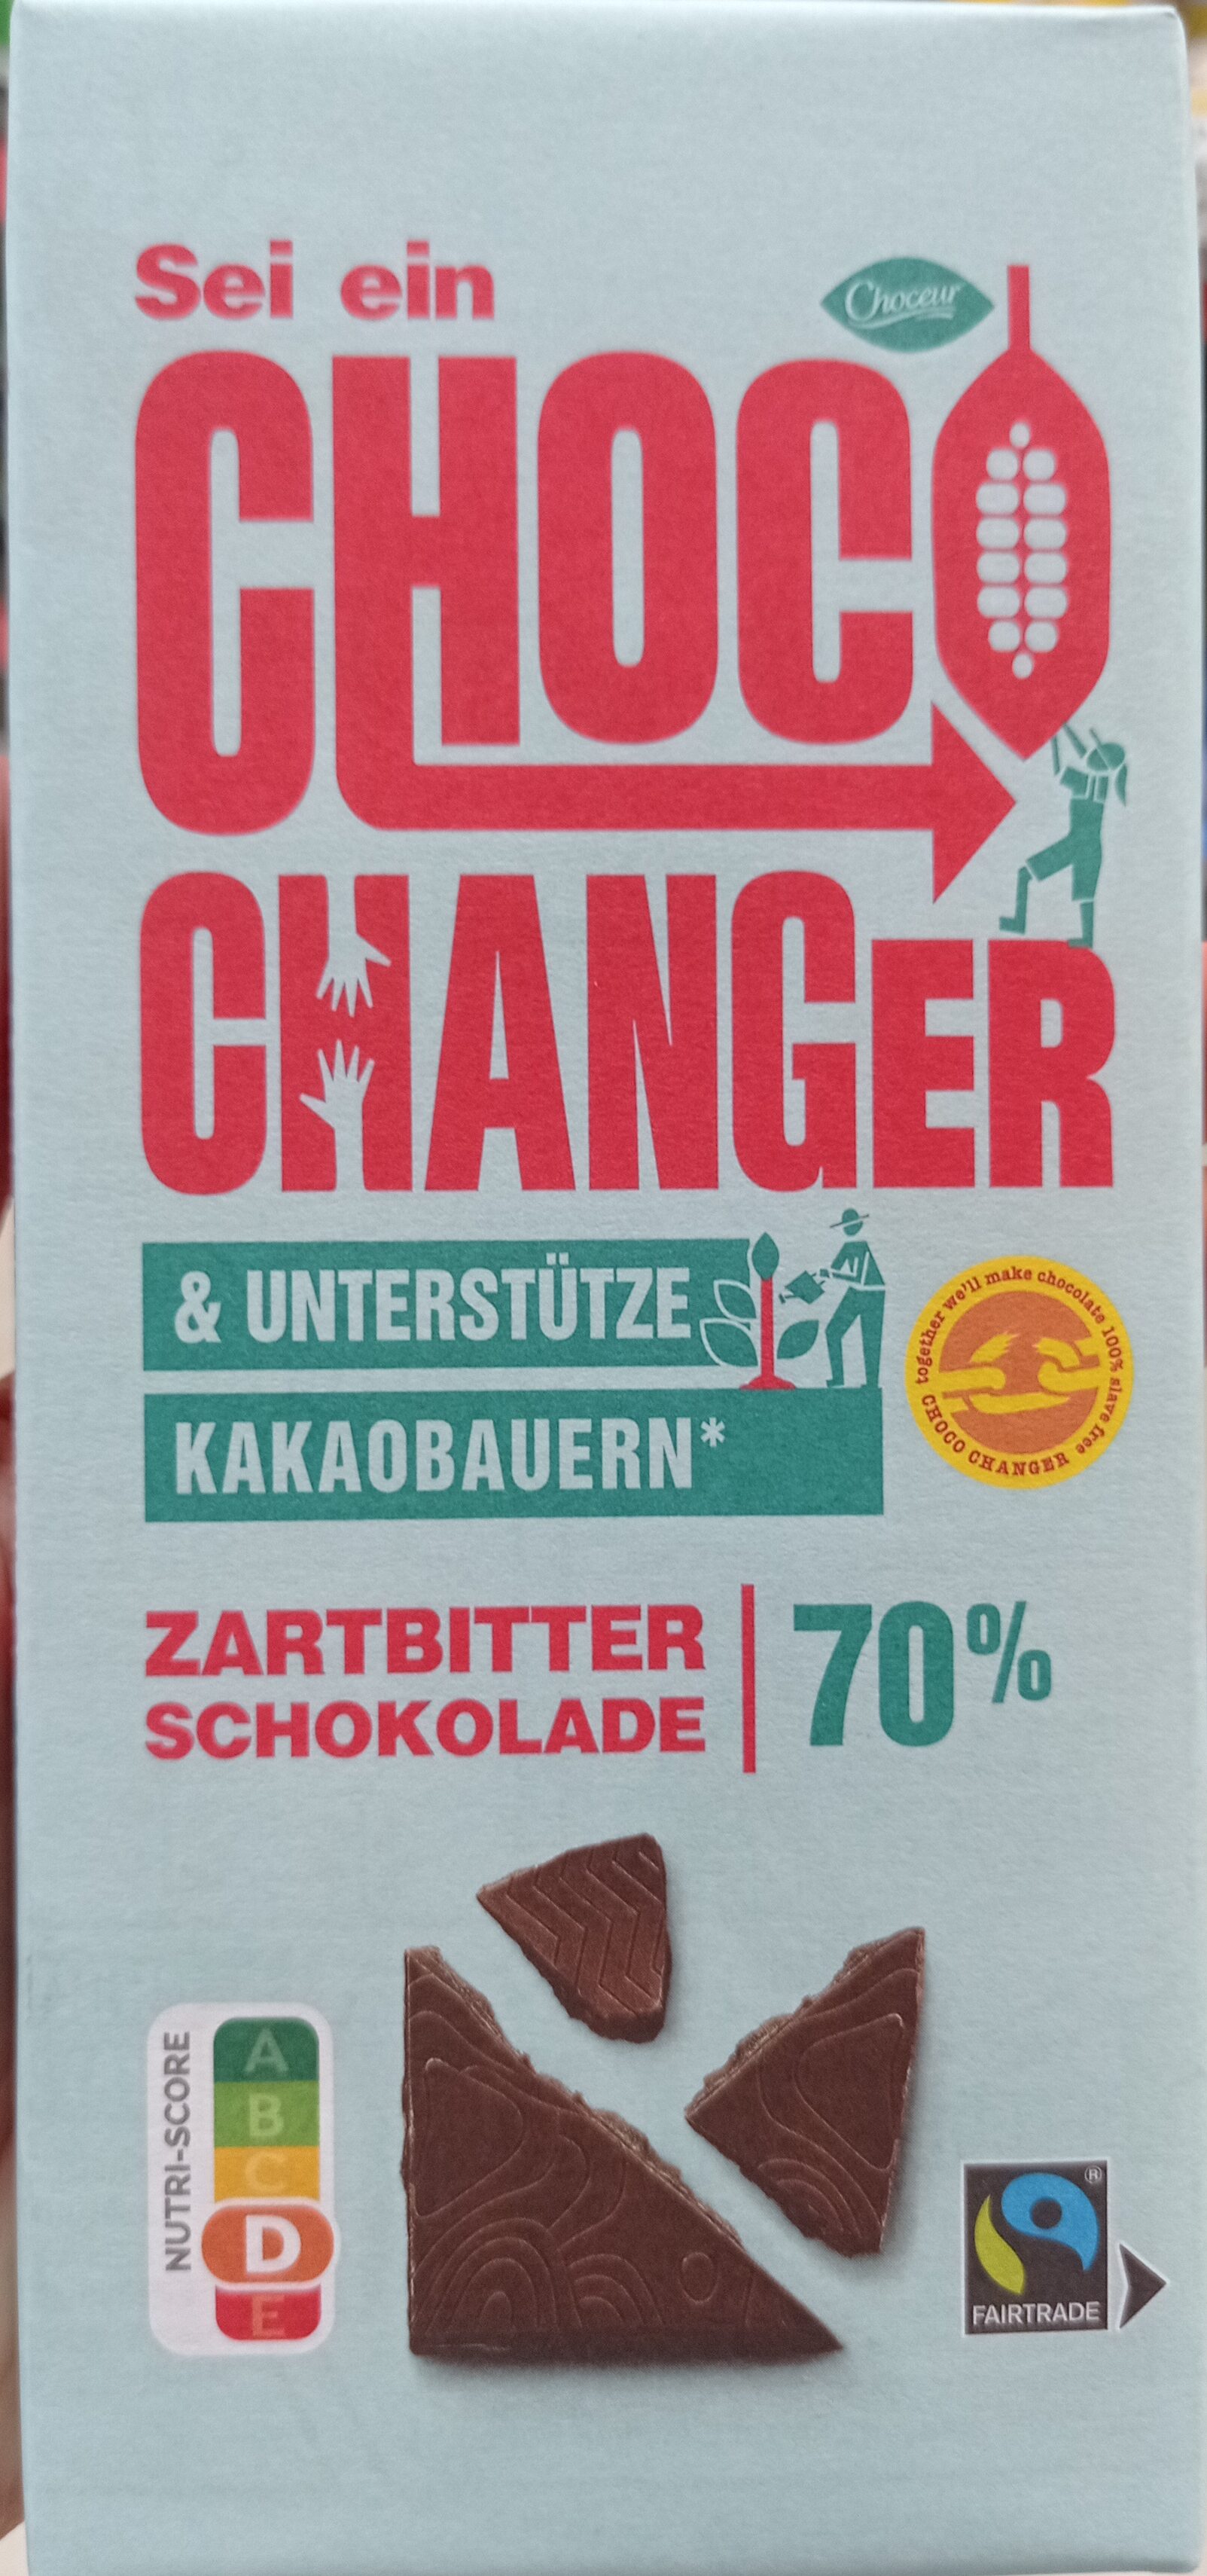 Sei ein
Choceur
CHOCO
CHANGER
& UNTERSTÜTZE
KAKAOBAUERN*
together we'll make chocolate 100% slave free
CHOCO CHANGER
ZARTBITTER
SCHOKOLADE
70%
NUTRI-SCORE
A
B
C
D
E
®
FAIRTRADE